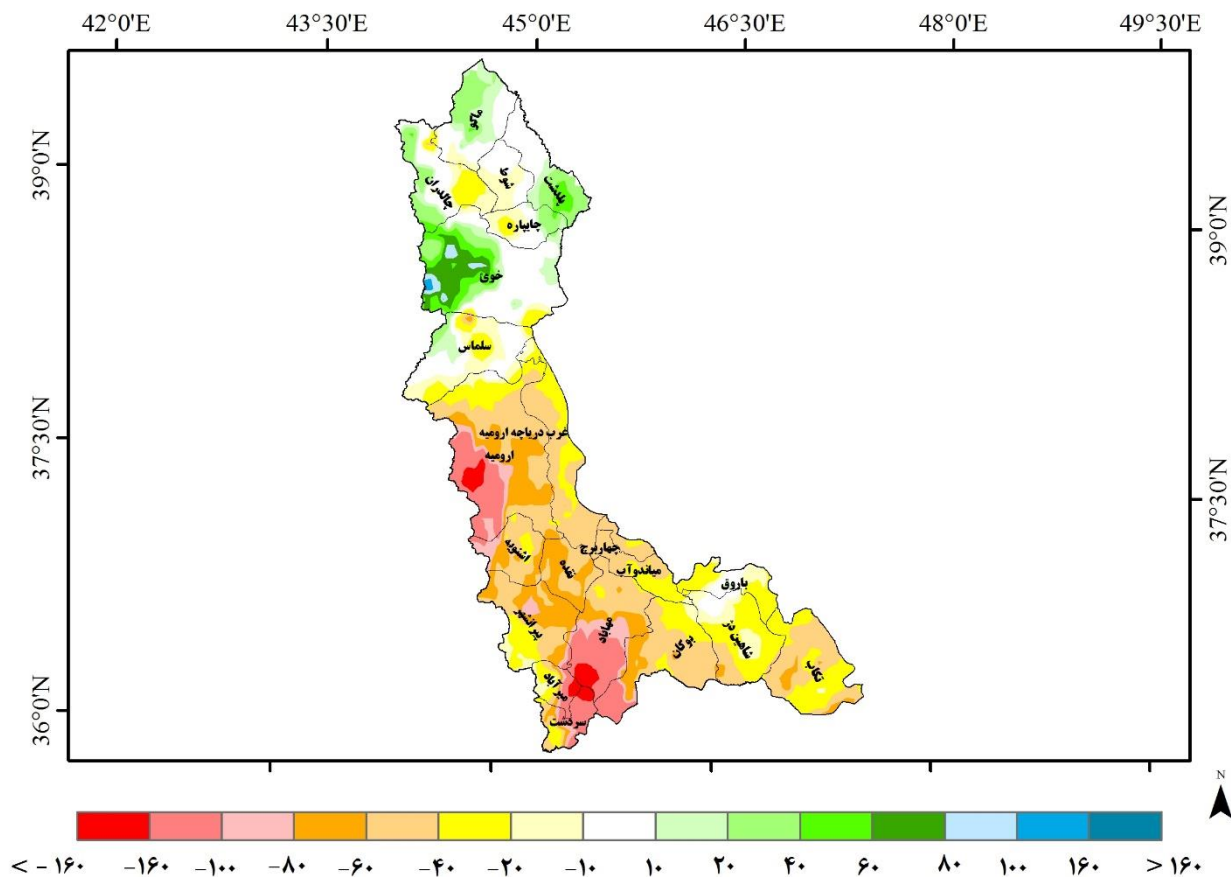 42°0'E 43°30'E 45°0'E 46°30'E 48°0'E 49°30'E
39°0'N
39°0'N
37°30'N
37°30'N
36°0'N
36°0'N
ماکو
چالدران
شوط
پلدشت
چایپاره
خوی
سلماس
غرب دریاچه ارومیه
ارومیه
اشنویه
نقده
چهاربرج
میاندوآب
باروق
پیرانشهر
مهاباد
بوکان
شاهین دژ
تکاب
میرآباد
سردشت
N
< -۱۶۰ -۱۶۰ -۱۰۰ -۸۰ -۶۰ -۴۰ -۲۰ -۱۰ ۱۰ ۲۰ ۴۰ ۶۰ ۸۰ ۱۰۰ ۱۶۰ > ۱۶۰